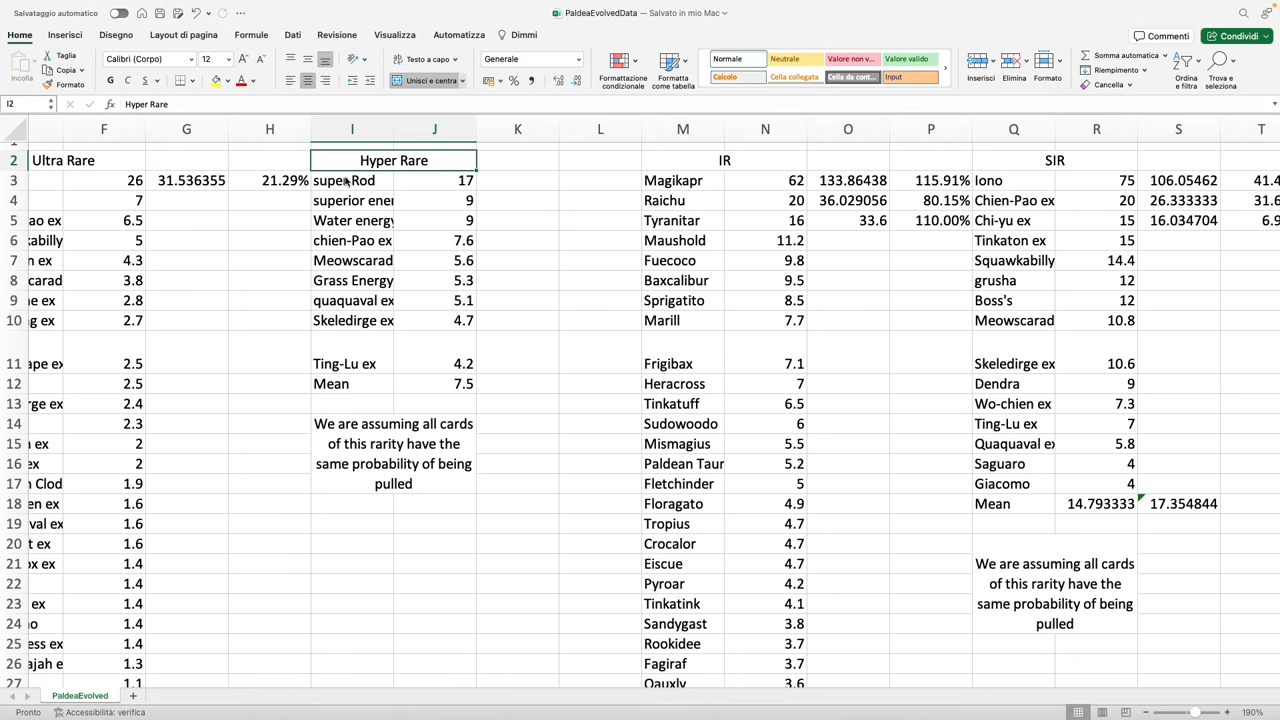 Salvataggio automatico
PaldeaEvolvedData — Salvato in mio Mac
Home Inserisci Disegno Layout di pagina Formule Dati Revisione Visualizza Automatizza Dimmi
Commenti Condividi
Incolla Taglia Copia Formato
Calibri (Corpo) 12
G C S
Testo a capo
Unisci e centra
Generale
Formattazione condizionale
Formatta come tabella
Normale Neutrale Valore non v... Valore valido
Calcolo Cella collegata Cella da cont... Input
Inserisci Elimina Formato
Somma automatica
Riempimento
Cancella
Ordina e filtra
Trova e seleziona
I2 fx Hyper Rare
F G H I J K L M N O P Q R S T
2 Ultra Rare Hyper Rare IR SIR
3 26 31.536355 21.29% superRod 17 Magikapr 62 133.86438 115.91% Iono 75 106.05462 41.4
4 7 superior ener 9 Raichu 20 36.029056 80.15% Chien-Pao ex 20 26.333333 31.6
5 ao ex 6.5 Water energy 9 Tyranitar 16 33.6 110.00% Chi-yu ex 15 16.034704 6.9
6 kabilly 5 chien-Pao ex 7.6 Maushold 11.2 Tinkaton ex 15
7 n ex 4.3 Meowscarad 5.6 Fuecoco 9.8 Squawkabilly 14.4
8 carad 3.8 Grass Energy 5.3 Baxcalibur 9.5 grusha 12
9 ne ex 2.8 quaquaval ex 5.1 Sprigatito 8.5 Boss's 12
10 ng ex 2.7 Skeledirge ex 4.7 Marill 7.7 Meowscarad 10.8
11 ape ex 2.5 Ting-Lu ex 4.2 Frigibax 7.1 Skeledirge ex 10.6
12 2.5 Mean 7.5 Heracross 7 Dendra 9
13 rge ex 2.4 Tinkatuff 6.5 Wo-chien ex 7.3
14 2.3 We are assuming all cards Sudowoodo 6 Ting-Lu ex 7
15 n ex 2 of this rarity have the Mismagius 5.5 Quaquaval ex 5.8
16 ex 2 same probability of being Paldean Taur 5.2 Saguaro 4
17 n Clod 1.9 pulled Fletchinder 5 Giacomo 4
18 en ex 1.6 Floragato 4.9 Mean 14.793333 17.354844
19 val ex 1.6 Tropius 4.7
20 t ex 1.6 Crocalor 4.7
21 ox ex 1.4 Eiscue 4.7 We are assuming all cards
22 1.4 Pyroar 4.2 of this rarity have the
23 ex 1.4 Tinkatink 4.1 same probability of being
24 no 1.4 Sandygast 3.8 pulled
25 ess ex 1.4 Rookidee 3.7
26 ajah e 1.3 Fagiraf 3.7
27 1.1 Oauxly 3.6
PaldeaEvolved +
Pronto Accessibilità: verifica 190%